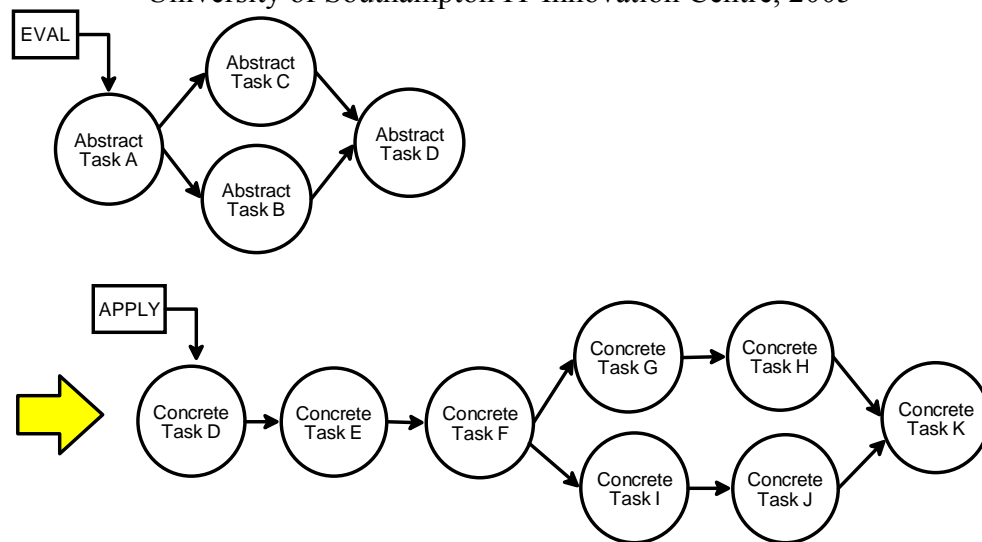 University of Southampton IT Innovation Centre, 2005
EVAL
Abstract
Task C
Abstract
Task A
Abstract
Task D
Abstract
Task B
APPLY
Concrete
Task G
Concrete
Task H
Concrete
Task D
Concrete
Task E
Concrete
Task F
Concrete
Task K
Concrete
Task I
Concrete
Task J